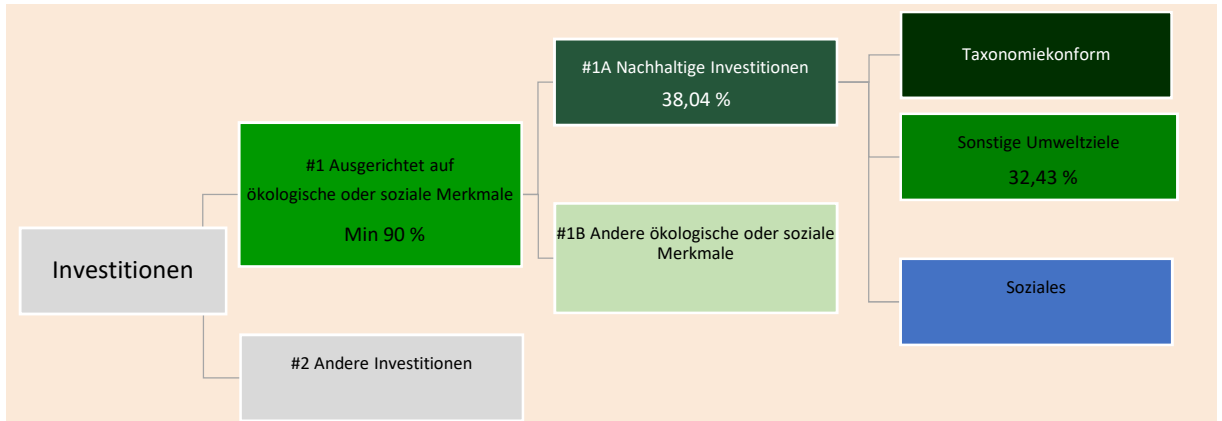 Investitionen
#1 Ausgerichtet auf
ökologische oder soziale Merkmale
Min 90 %
#2 Andere Investitionen
#1A Nachhaltige Investitionen
38,04 %
#1B Andere ökologische oder soziale
Merkmale
Taxonomiekonform
Sonstige Umweltziele
32,43 %
Soziales